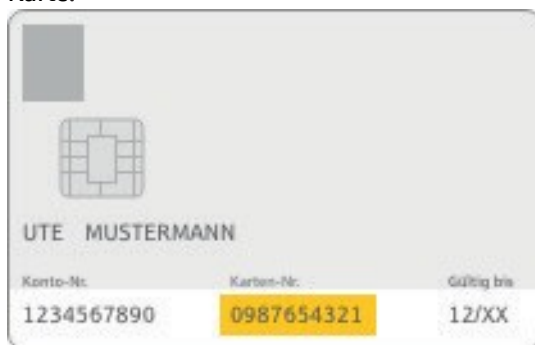 UTE MUSTERMANN
Konto-Nr. Karten-Nr. Gültig bis
1234567890 0987654321 12/XX